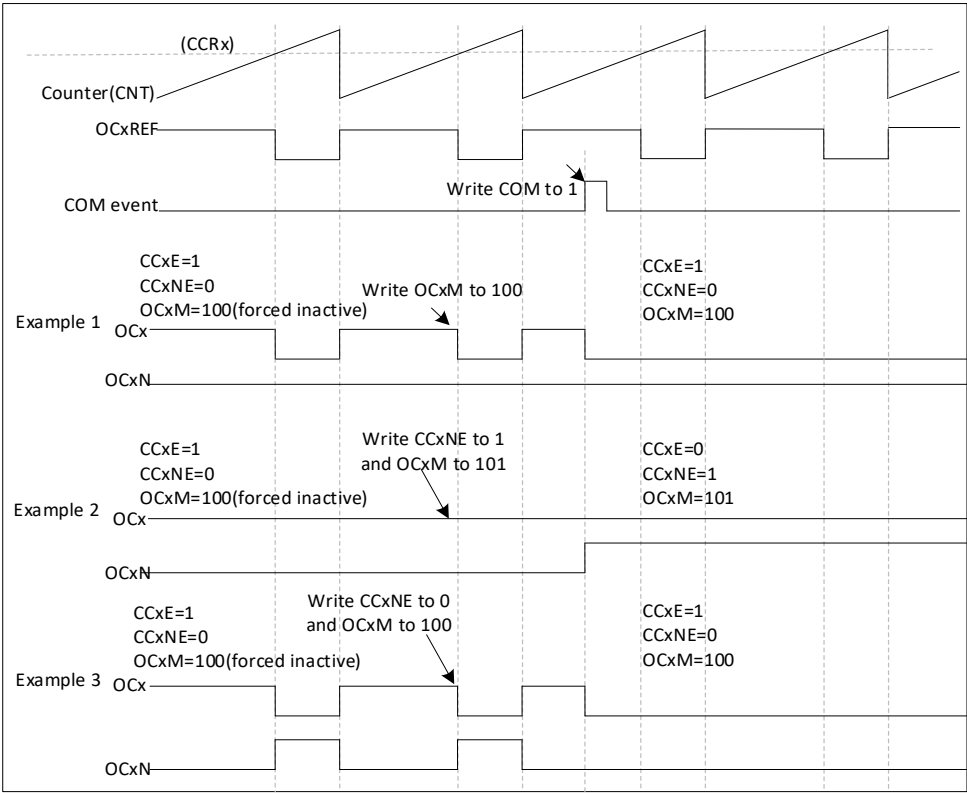 (CCRx)
Counter(CNT)
OCxREF
Write COM to 1
COM event
CCxE=1
CCxNE=0
OCxM=100(forced inactive)
Write OCxM to 100
CCxE=1
CCxNE=0
OCxM=100
Example 1
OCx
OCxN
CCxE=1
CCxNE=0
OCxM=100(forced inactive)
Write CCxNE to 1
and OCxM to 101
CCxE=0
CCxNE=1
OCxM=101
Example 2
OCx
OCxN
CCxE=1
CCxNE=0
OCxM=100(forced inactive)
Write CCxNE to 0
and OCxM to 100
CCxE=1
CCxNE=0
OCxM=100
Example 3
OCx
OCxN